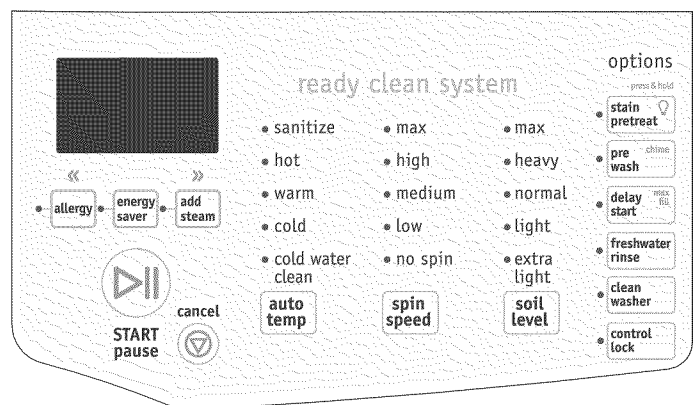 options
ready clean system
press & hold
stain
pretreat
pre
wash
chime
delay
start
max
fill
freshwater
rinse
clean
washer
control
lock
«
»
allergy
energy
saver
add
steam
START
pause
cancel
• sanitize
• hot
• warm
• cold
• cold water
clean
auto
temp
• max
• high
• medium
• low
• no spin
spin
speed
• max
• heavy
• normal
• light
• extra
light
soil
level